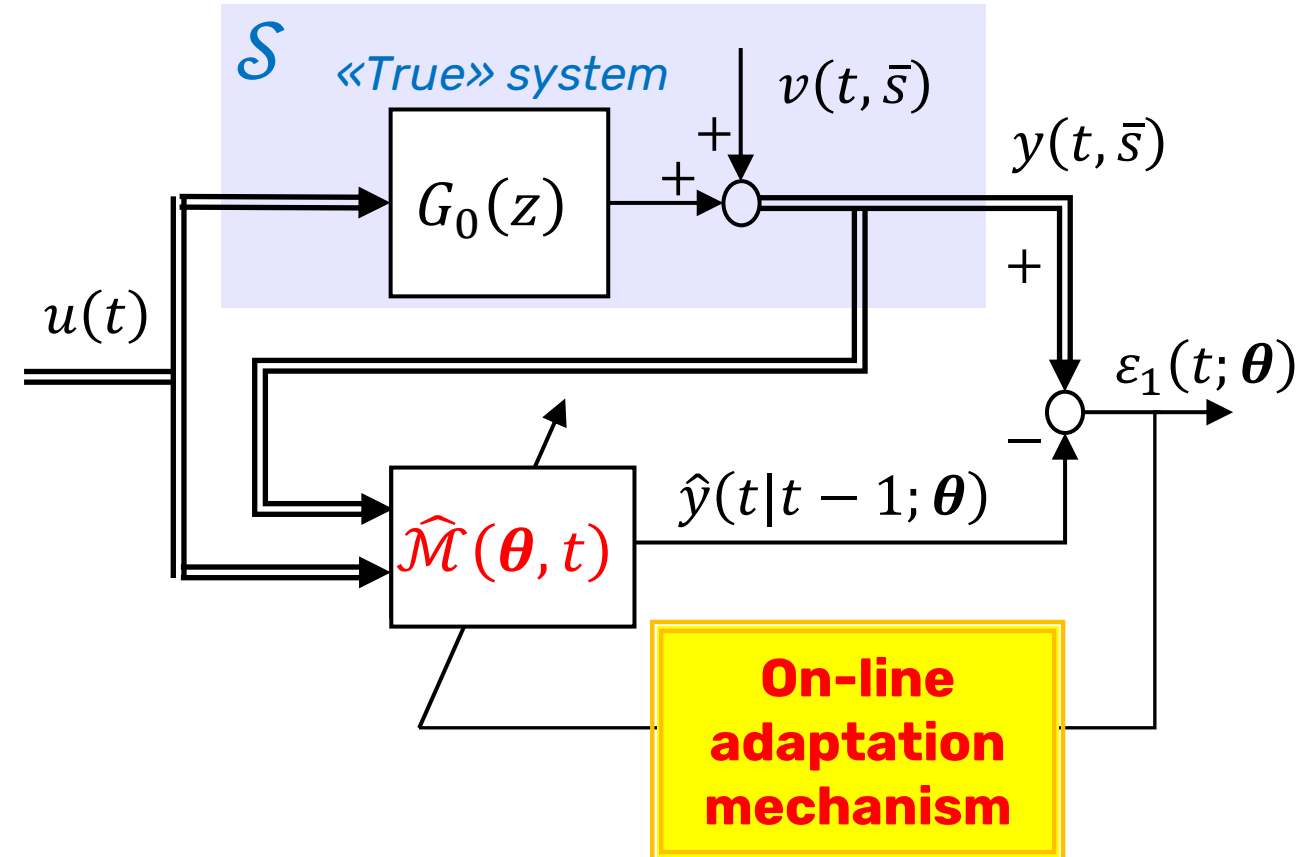 𝒮
«True» system
v(t, s̄)
+
y(t, s̄)
+
G₀(z)
+
u(t)
ε₁(t; 𝜽)
−
ŷ(t|t − 1; 𝜽)
ℳ̂(𝜽, t)
On-line
adaptation
mechanism